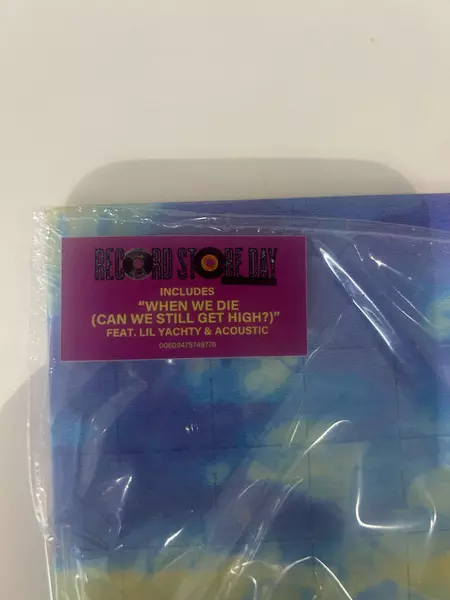 RECORD STORE DAY
INCLUDES
“WHEN WE DIE
(CAN WE STILL GET HIGH?)”
FEAT. LIL YACHTY & ACOUSTIC